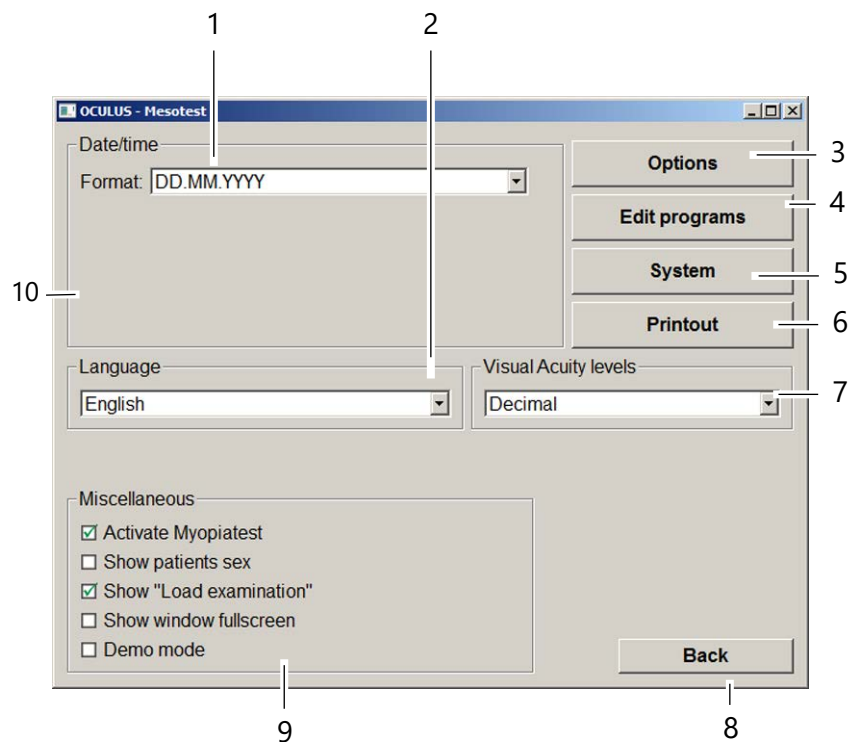 1
2
OCULUS - Mesotest
Date/time
Format: DD.MM.YYYY
Options
3
Edit programs
4
System
5
10
Printout
6
Language
Visual Acuity levels
English
Decimal
7
Miscellaneous
Activate Myopiatest
Show patients sex
Show "Load examination"
Show window fullscreen
Demo mode
Back
9
8